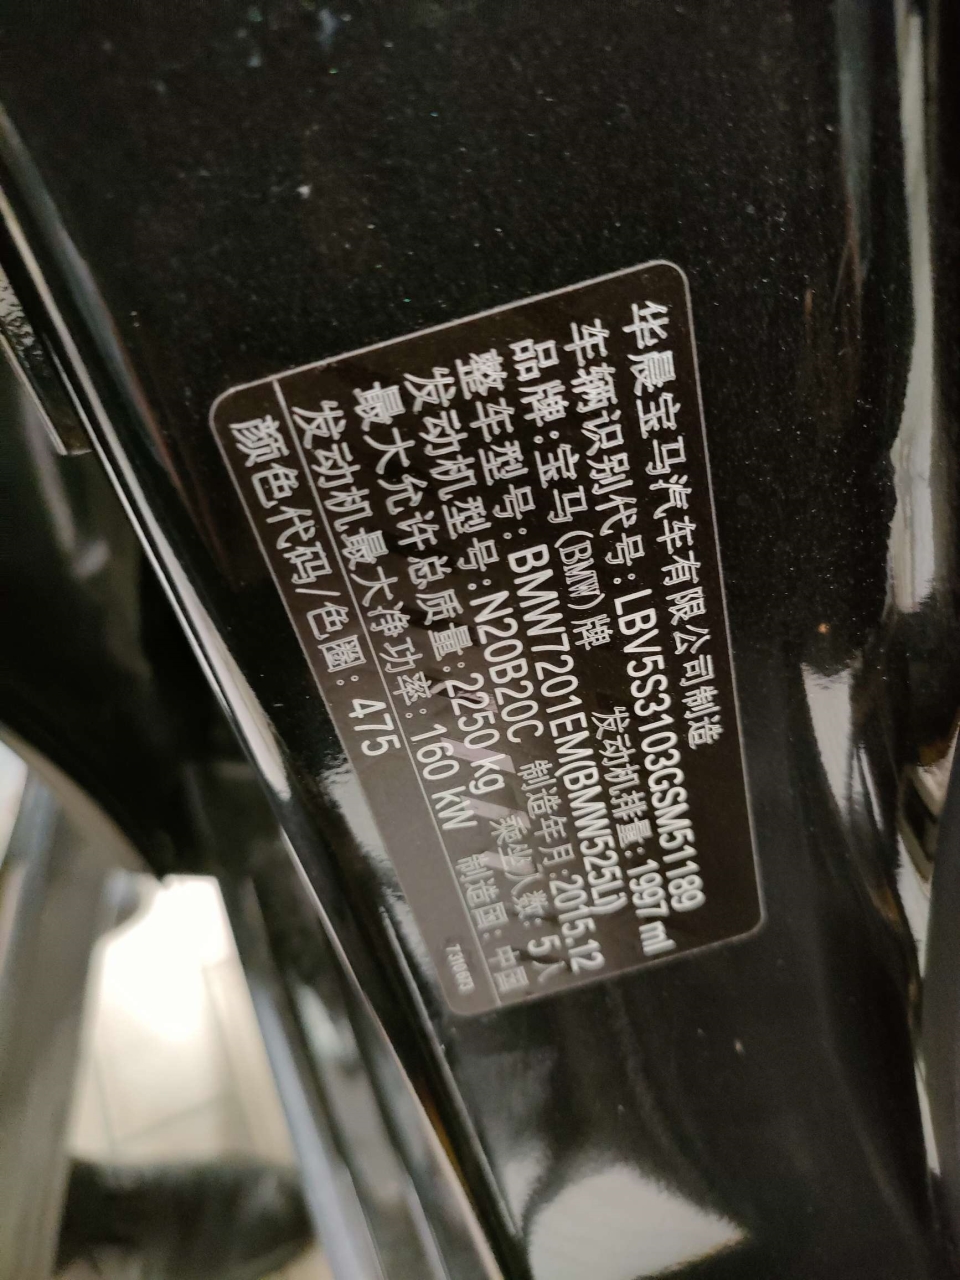 华晨宝马汽车有限公司制造
车辆识别代号:LBV5S3103GSM51189
品牌:宝马(BMW)牌 发动机排量:1997ml
整车型号:BMW7201EM(BMW525Li)
发动机型号:N20B20C 制造年月:2015.12
最大允许总质量:2250kg 乘坐人数:5人
发动机最大净功率:160 kW 制造国:中国
颜色代码/色圈:475